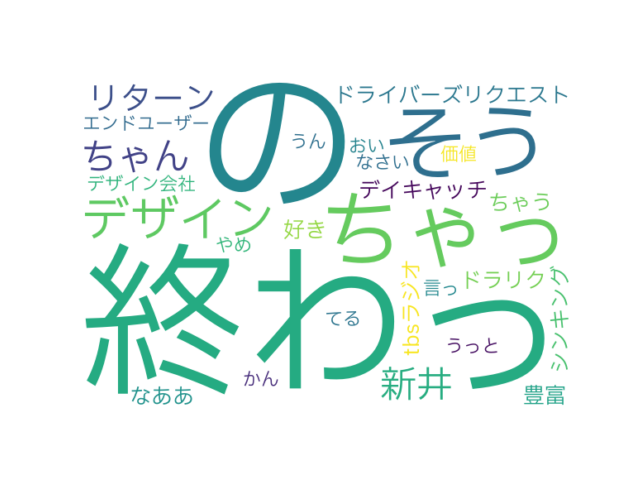 リターン
の
ドライバーズリクエスト
エンドユーザー
うん
おい
そう
ちゃん
なさい
価値
デザイン会社
デイキャッチ
デザイン
好き
ちゃっ
ちゃう
やめ
終わっ
tbsラジオ
言っ
ドラリク
シンキング
てる
うっと
かん
新井
なああ
豊富